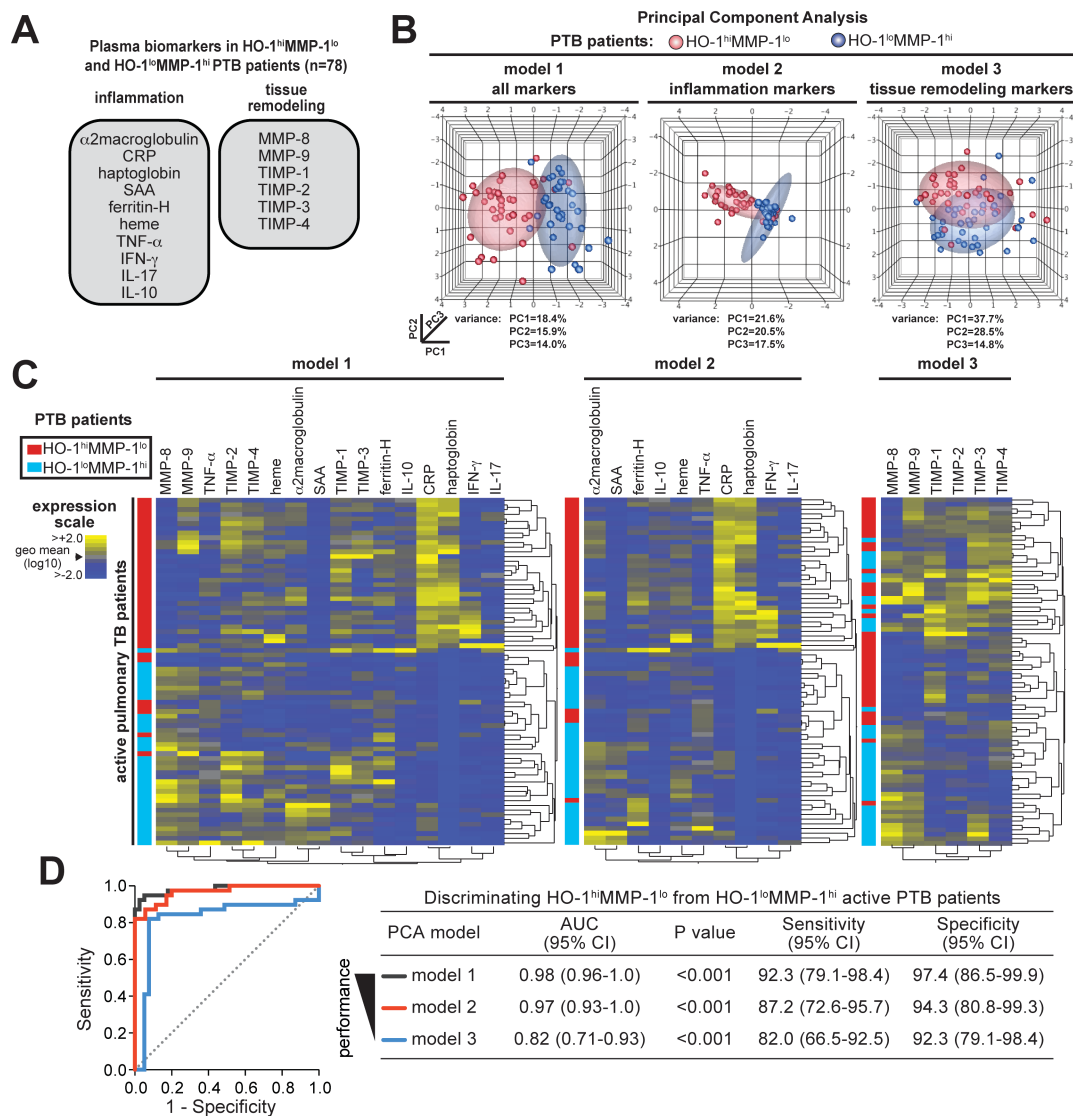 A
Plasma biomarkers in HO-1hiMMP-1lo
and HO-1loMMP-1hi PTB patients (n=78)
inflammation
α2macroglobulin
CRP
haptoglobin
SAA
ferritin-H
heme
TNF-α
IFN-γ
IL-17
IL-10
tissue
remodeling
MMP-8
MMP-9
TIMP-1
TIMP-2
TIMP-3
TIMP-4
B
Principal Component Analysis
PTB patients: HO-1hiMMP-1lo HO-1loMMP-1hi
model 1
all markers
model 2
inflammation markers
model 3
tissue remodeling markers
PC2
PC3
PC1
variance: PC1=18.4%
PC2=15.9%
PC3=14.0%
variance: PC1=21.6%
PC2=20.5%
PC3=17.5%
variance: PC1=37.7%
PC2=28.5%
PC3=14.8%
C
PTB patients
HO-1hiMMP-1lo
HO-1loMMP-1hi
expression
scale
>+2.0
geo mean
(log10)
>-2.0
active pulmonary TB patients
model 1
MMP-8
MMP-9
TNF-α
TIMP-2
TIMP-4
heme
α2macroglobulin
SAA
TIMP-1
TIMP-3
ferritin-H
IL-10
CRP
haptoglobin
IFN-γ
IL-17
model 2
α2macroglobulin
SAA
ferritin-H
IL-10
heme
TNF-α
CRP
haptoglobin
IFN-γ
IL-17
model 3
MMP-8
MMP-9
TIMP-1
TIMP-2
TIMP-3
TIMP-4
D
Sensitivity
1.0
0.8
0.6
0.4
0.2
0.0
0.0 0.2 0.4 0.6 0.8 1.0
1 - Specificity
performance
Discriminating HO-1hiMMP-1lo from HO-1loMMP-1hi active PTB patients
PCA model AUC (95% CI) P value Sensitivity (95% CI) Specificity (95% CI)
model 1 0.98 (0.96-1.0) <0.001 92.3 (79.1-98.4) 97.4 (86.5-99.9)
model 2 0.97 (0.93-1.0) <0.001 87.2 (72.6-95.7) 94.3 (80.8-99.3)
model 3 0.82 (0.71-0.93) <0.001 82.0 (66.5-92.5) 92.3 (79.1-98.4)